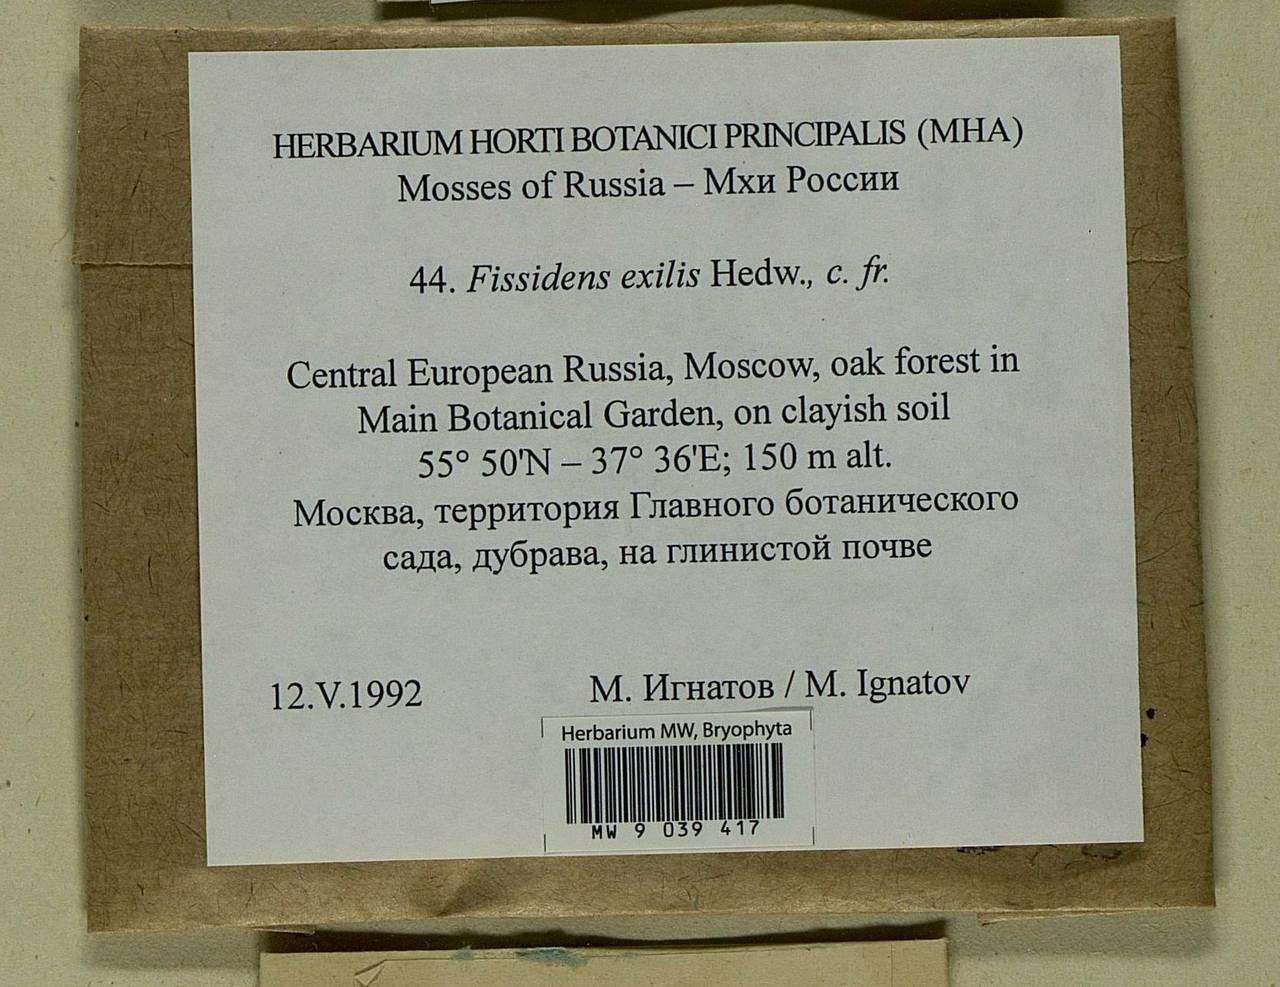 HERBARIUM HORTI BOTANICI PRINCIPALIS (MHA)
Mosses of Russia – Мхи России
44. Fissidens exilis Hedw., c. fr.
Central European Russia, Moscow, oak forest in
Main Botanical Garden, on clayish soil
55° 50'N – 37° 36'E; 150 m alt.
Москва, территория Главного ботанического
сада, дубрава, на глинистой почве
12.V.1992 М. Игнатов / M. Ignatov
Herbarium MW, Bryophyta
MW 9 039 417